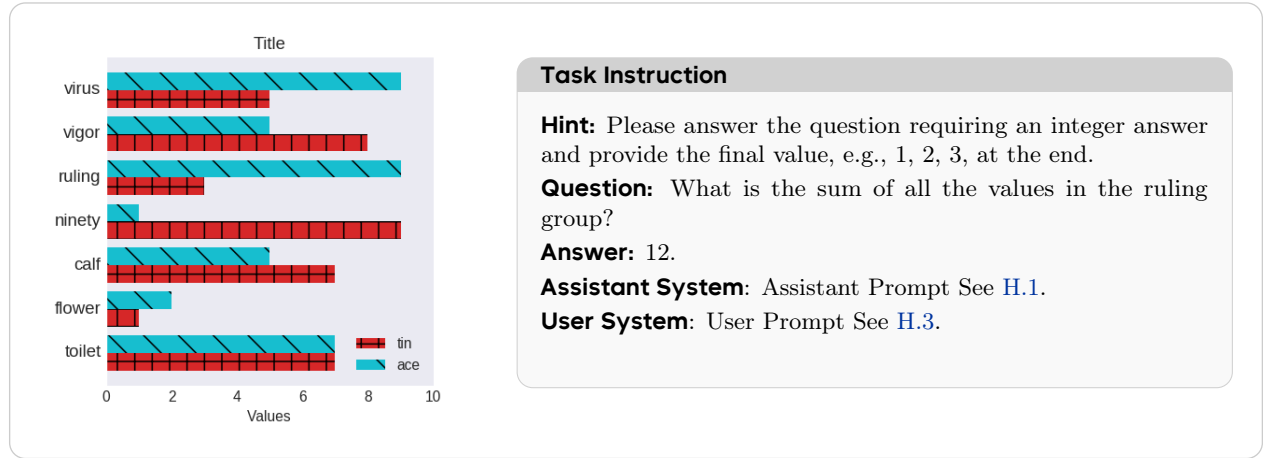 Title
virus
vigor
ruling
ninety
calf
flower
toilet
tin
ace
0 2 4 6 8 10
Values
Task Instruction
Hint: Please answer the question requiring an integer answer
and provide the final value, e.g., 1, 2, 3, at the end.
Question: What is the sum of all the values in the ruling
group?
Answer: 12.
Assistant System: Assistant Prompt See H.1.
User System: User Prompt See H.3.